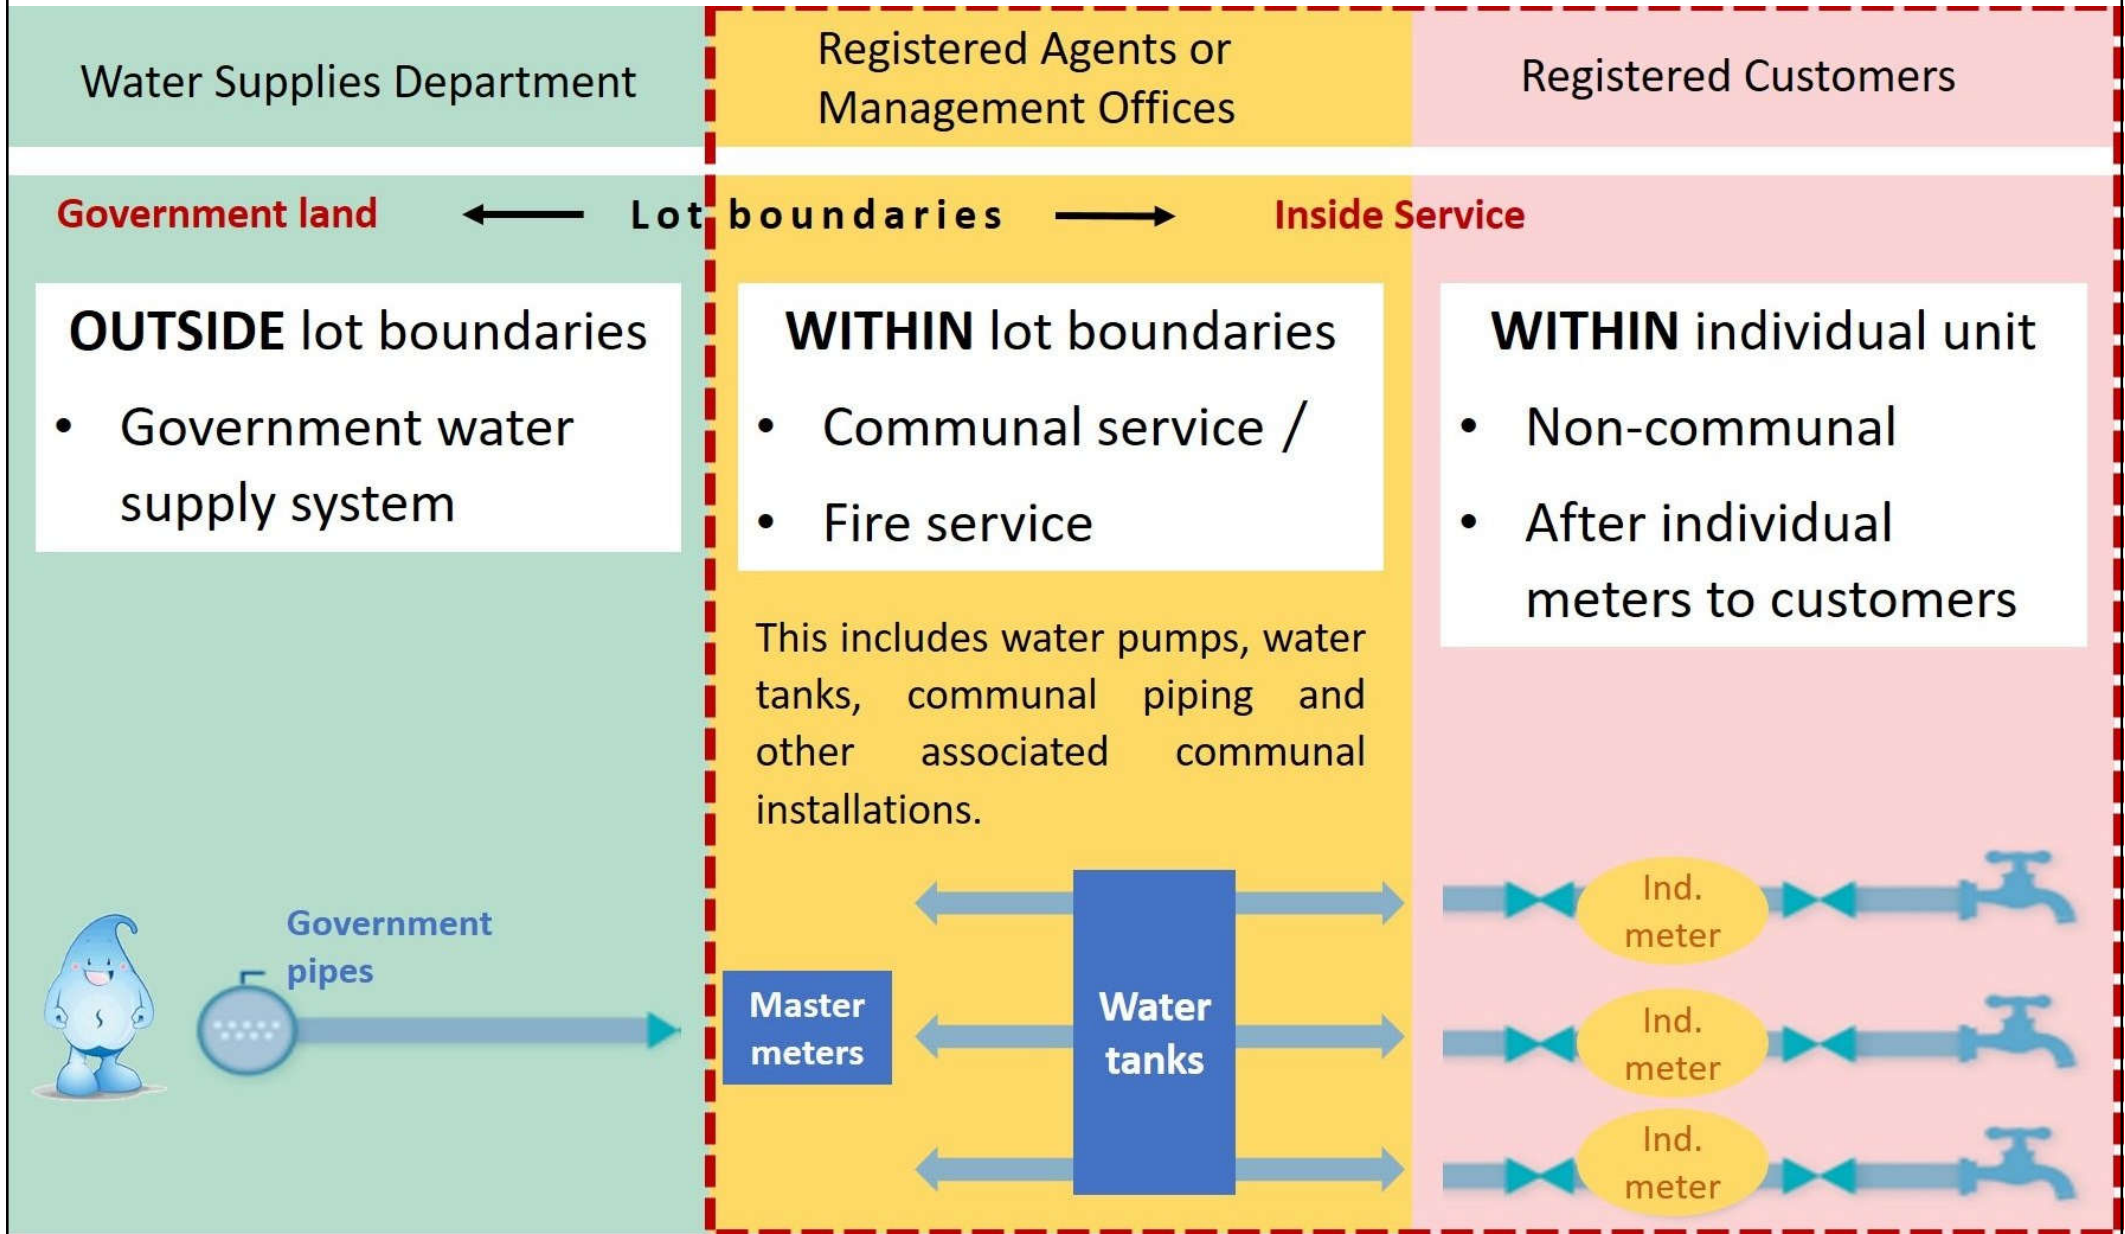 Water Supplies Department
Registered Agents or
Management Offices
Registered Customers
Government land
Lot boundaries
Inside Service
OUTSIDE lot boundaries
• Government water
supply system
WITHIN lot boundaries
• Communal service /
• Fire service
This includes water pumps, water
tanks, communal piping and
other associated communal
installations.
WITHIN individual unit
• Non-communal
• After individual
meters to customers
Government
pipes
Master
meters
Water
tanks
Ind.
meter
Ind.
meter
Ind.
meter